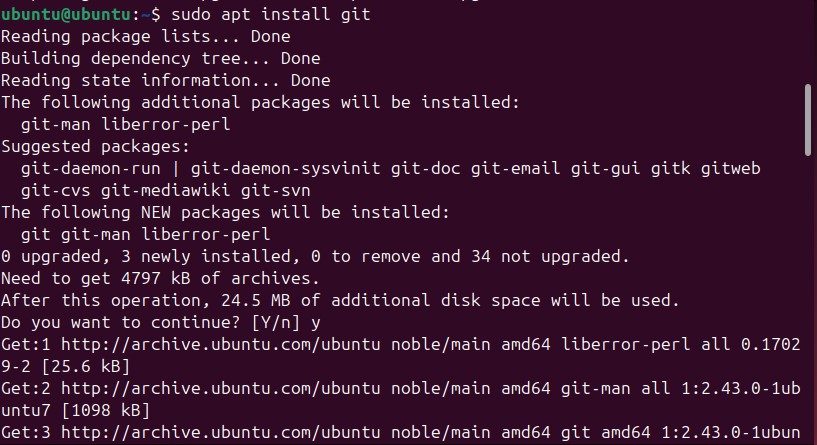 ubuntu@ubuntu:~$ sudo apt install git
Reading package lists... Done
Building dependency tree... Done
Reading state information... Done
The following additional packages will be installed:
  git-man liberror-perl
Suggested packages:
  git-daemon-run | git-daemon-sysvinit git-doc git-email git-gui gitk gitweb
  git-cvs git-mediawiki git-svn
The following NEW packages will be installed:
  git git-man liberror-perl
0 upgraded, 3 newly installed, 0 to remove and 34 not upgraded.
Need to get 4797 kB of archives.
After this operation, 24.5 MB of additional disk space will be used.
Do you want to continue? [Y/n] y
Get:1 http://archive.ubuntu.com/ubuntu noble/main amd64 liberror-perl all 0.1702
9-2 [25.6 kB]
Get:2 http://archive.ubuntu.com/ubuntu noble/main amd64 git-man all 1:2.43.0-1ub
untu7 [1098 kB]
Get:3 http://archive.ubuntu.com/ubuntu noble/main amd64 git amd64 1:2.43.0-1ubun